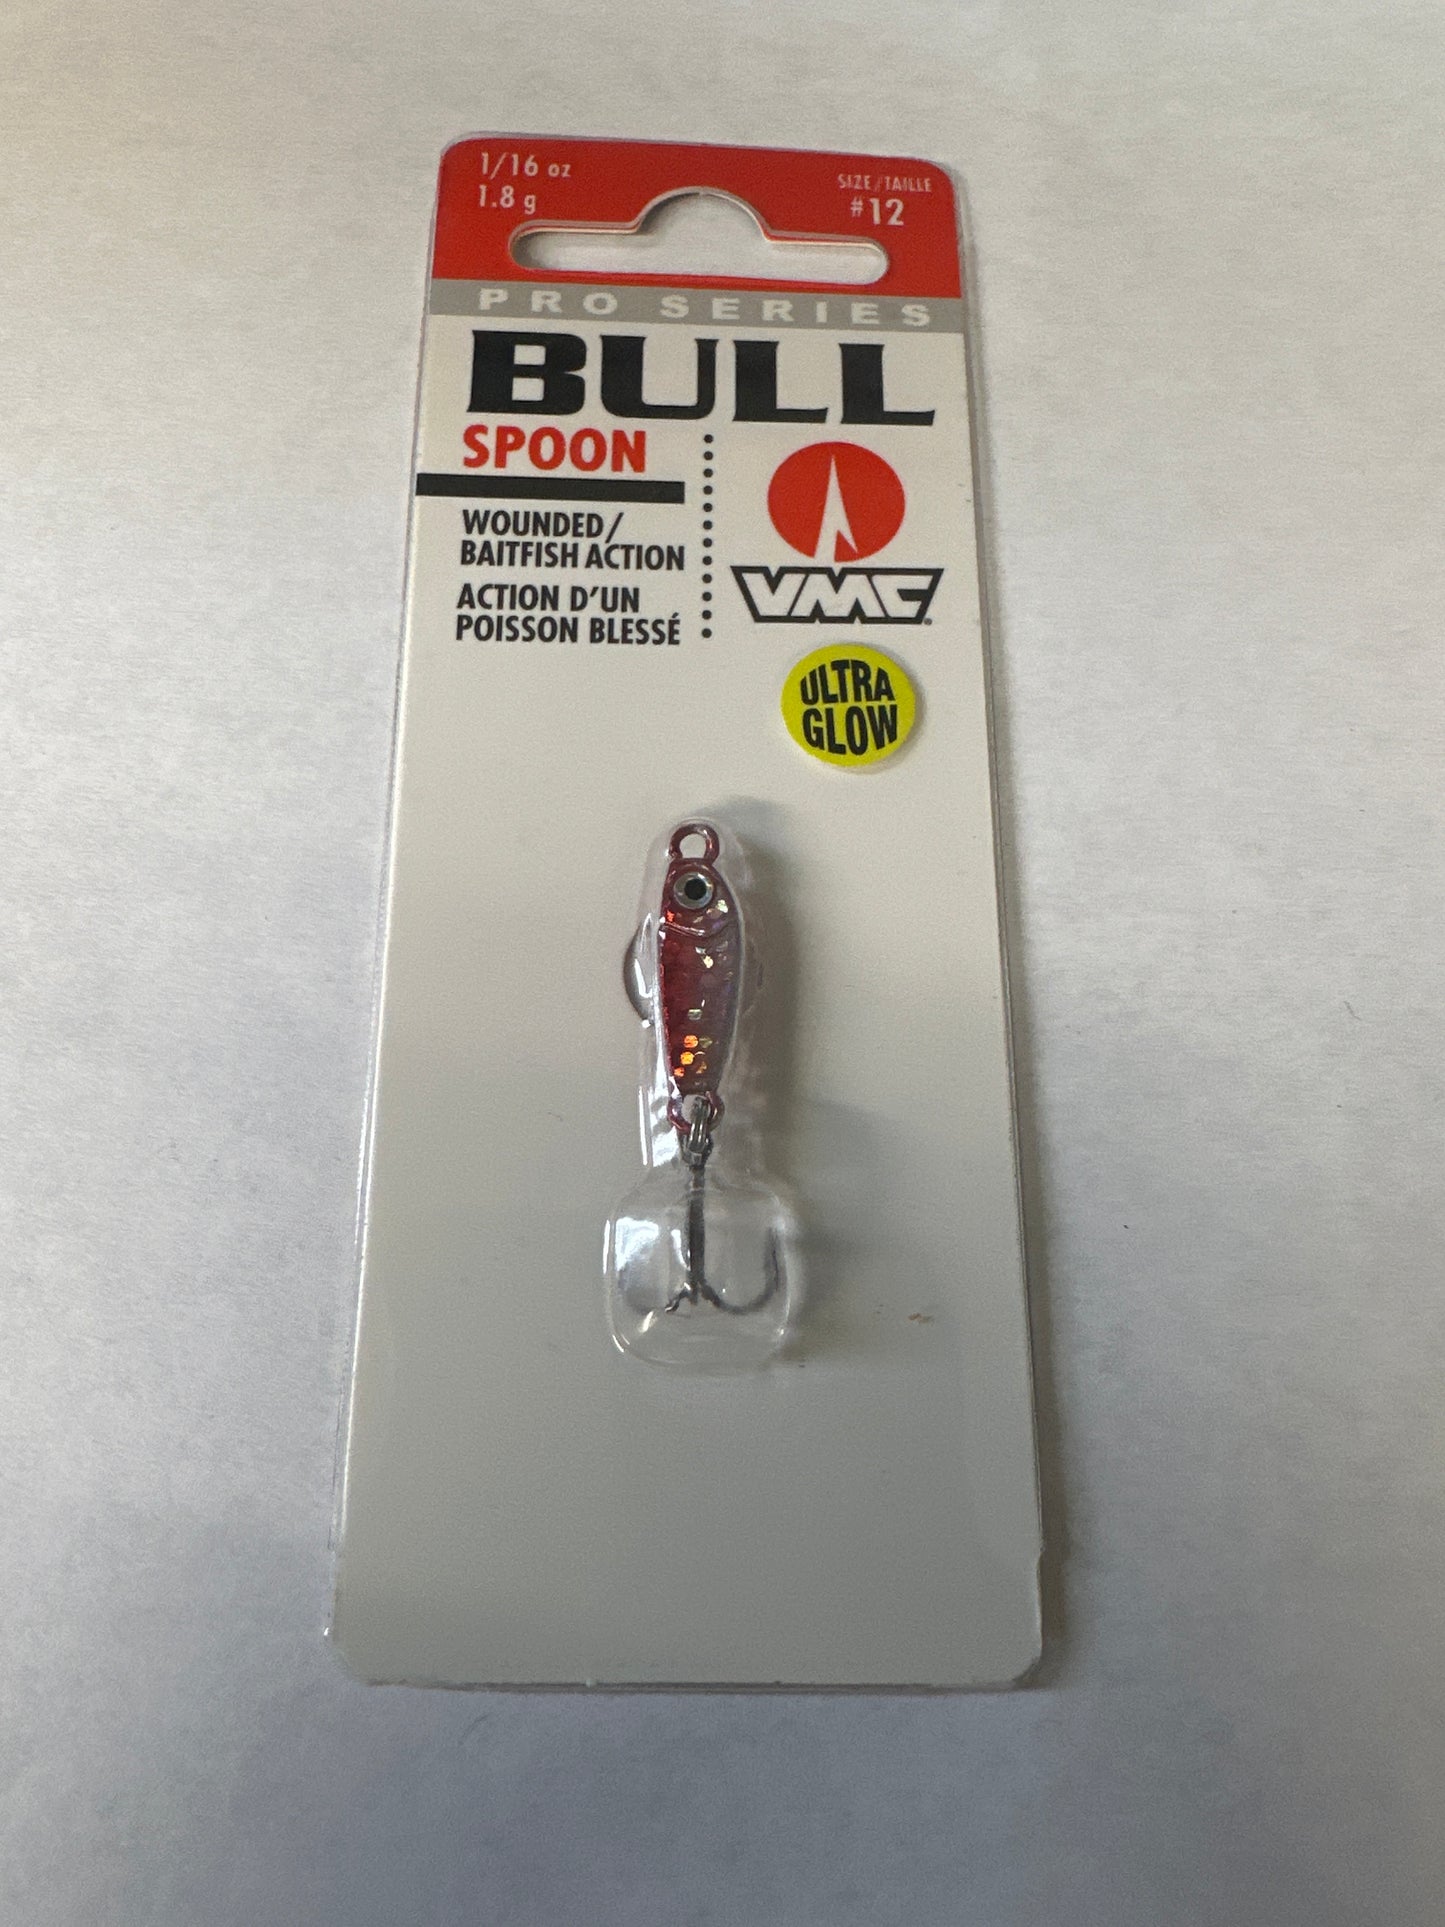 1/16 oz
1.8 g
SIZE/TAILLE
#12
PRO SERIES
BULL
SPOON
WOUNDED/
BAITFISH ACTION
ACTION D'UN
POISSON BLESSÉ
VMC®
ULTRA
GLOW